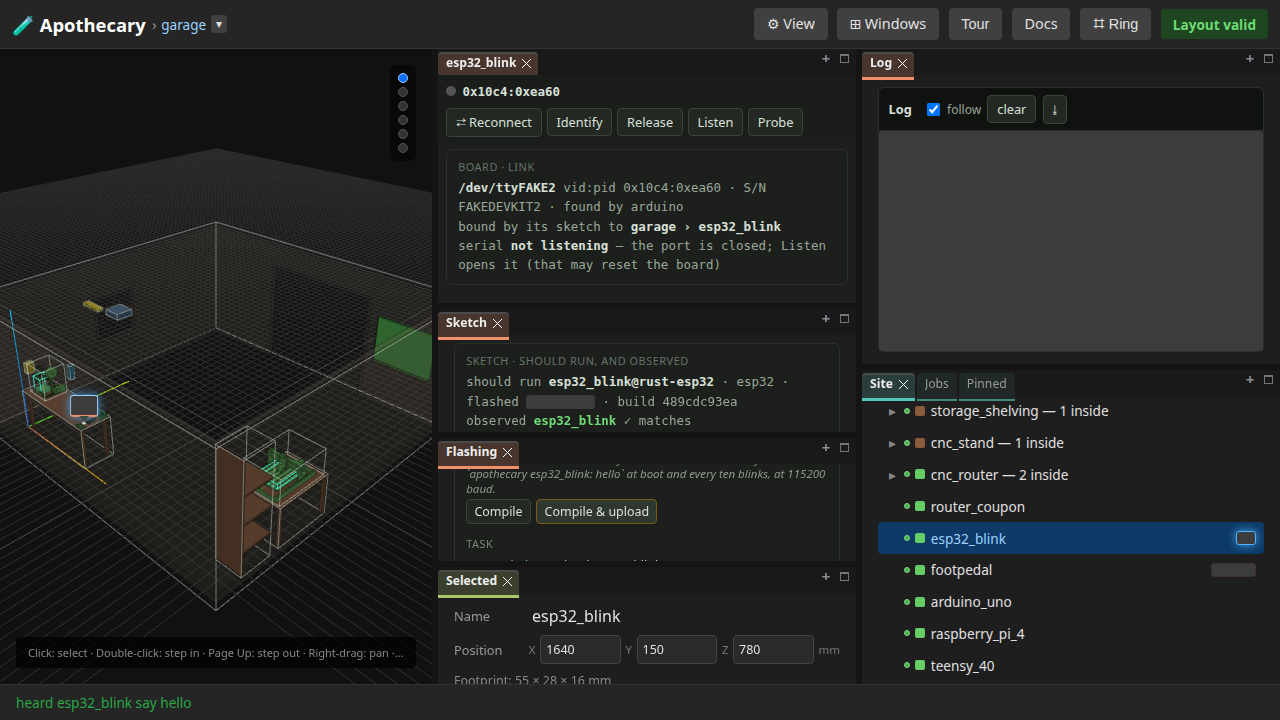 🧪 Apothecary › garage ▾
⚙ View
⊞ Windows
Tour
Docs
⌗ Ring
Layout valid
esp32_blink
0x10c4:0xea60
⇄ Reconnect
Identify
Release
Listen
Probe
BOARD · LINK
/dev/ttyFAKE2 vid:pid 0x10c4:0xea60 · S/N
FAKEDEVKIT2 · found by arduino
bound by its sketch to garage › esp32_blink
serial not listening — the port is closed; Listen
opens it (that may reset the board)
Sketch
SKETCH · SHOULD RUN, AND OBSERVED
should run esp32_blink@rust-esp32 · esp32 ·
flashed · build 489cdc93ea
observed esp32_blink ✓ matches
Flashing
`apothecary esp32_blink: hello` at boot and every ten blinks, at 115200
baud.
Compile
Compile & upload
TASK
Selected
Name esp32_blink
Position X 1640 Y 150 Z 780 mm
Footprint: 55 × 28 × 16 mm
Log
Log follow clear ⤓
Site
Jobs
Pinned
▸ storage_shelving — 1 inside
▸ cnc_stand — 1 inside
▸ cnc_router — 2 inside
router_coupon
esp32_blink
footpedal
arduino_uno
raspberry_pi_4
teensy_40
Click: select · Double-click: step in · Page Up: step out · Right-drag: pan ·…
heard esp32_blink say hello